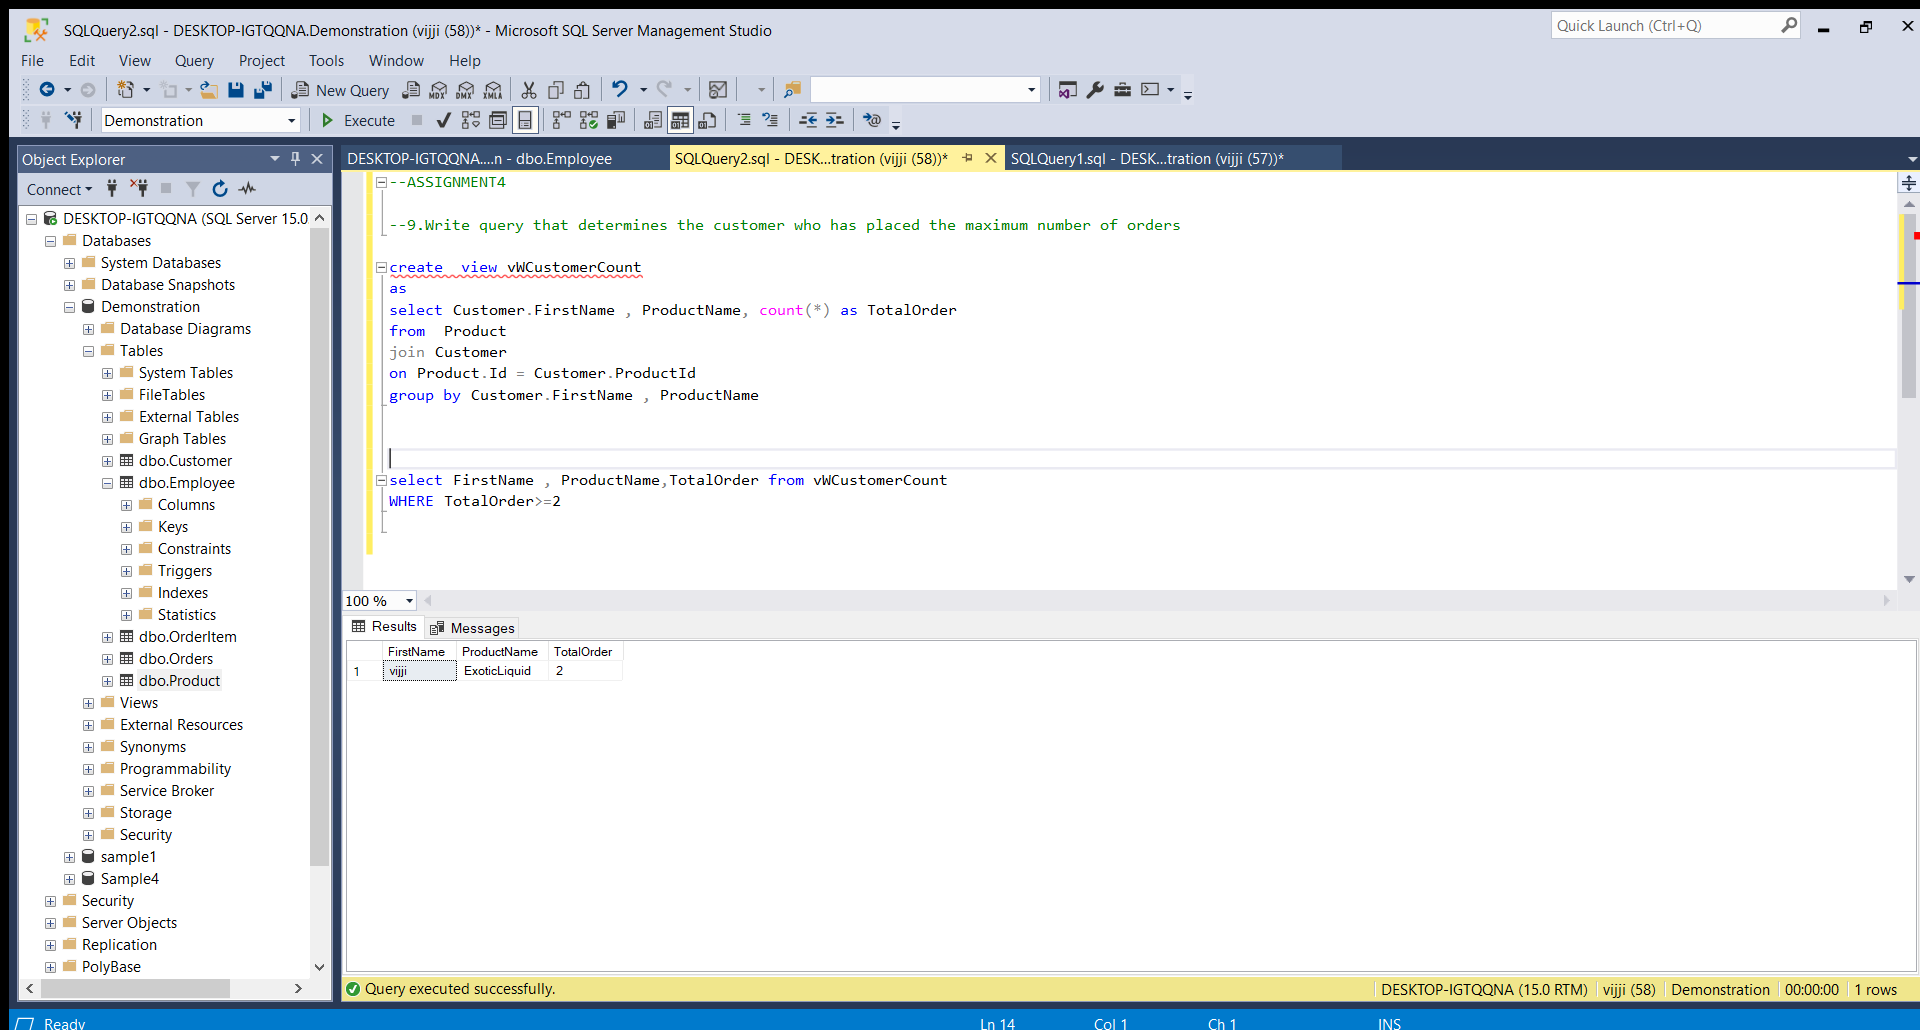 SQLQuery2.sql - DESKTOP-IGTQQNA.Demonstration (vijji (58))* - Microsoft SQL Server Management Studio
Quick Launch (Ctrl+Q)
File Edit View Query Project Tools Window Help
New Query
MDX DMX XMLA
Demonstration
Execute
Object Explorer
Connect
DESKTOP-IGTQQNA (SQL Server 15.0
Databases
System Databases
Database Snapshots
Demonstration
Database Diagrams
Tables
System Tables
FileTables
External Tables
Graph Tables
dbo.Customer
dbo.Employee
Columns
Keys
Constraints
Triggers
Indexes
Statistics
dbo.OrderItem
dbo.Orders
dbo.Product
Views
External Resources
Synonyms
Programmability
Service Broker
Storage
Security
sample1
Sample4
Security
Server Objects
Replication
PolyBase
DESKTOP-IGTQQNA....n - dbo.Employee
SQLQuery2.sql - DESK...tration (vijji (58))*
SQLQuery1.sql - DESK...tration (vijji (57))*
--ASSIGNMENT4
--9.Write query that determines the customer who has placed the maximum number of orders
create  view vWCustomerCount
as
select Customer.FirstName , ProductName, count(*) as TotalOrder
from  Product
join Customer
on Product.Id = Customer.ProductId
group by Customer.FirstName , ProductName
select FirstName , ProductName,TotalOrder from vWCustomerCount
WHERE TotalOrder>=2
100 %
Results Messages
FirstName ProductName TotalOrder
1 vijji ExoticLiquid 2
Query executed successfully.
DESKTOP-IGTQQNA (15.0 RTM) vijji (58) Demonstration 00:00:00 1 rows
Ready Ln 14 Col 1 Ch 1 INS